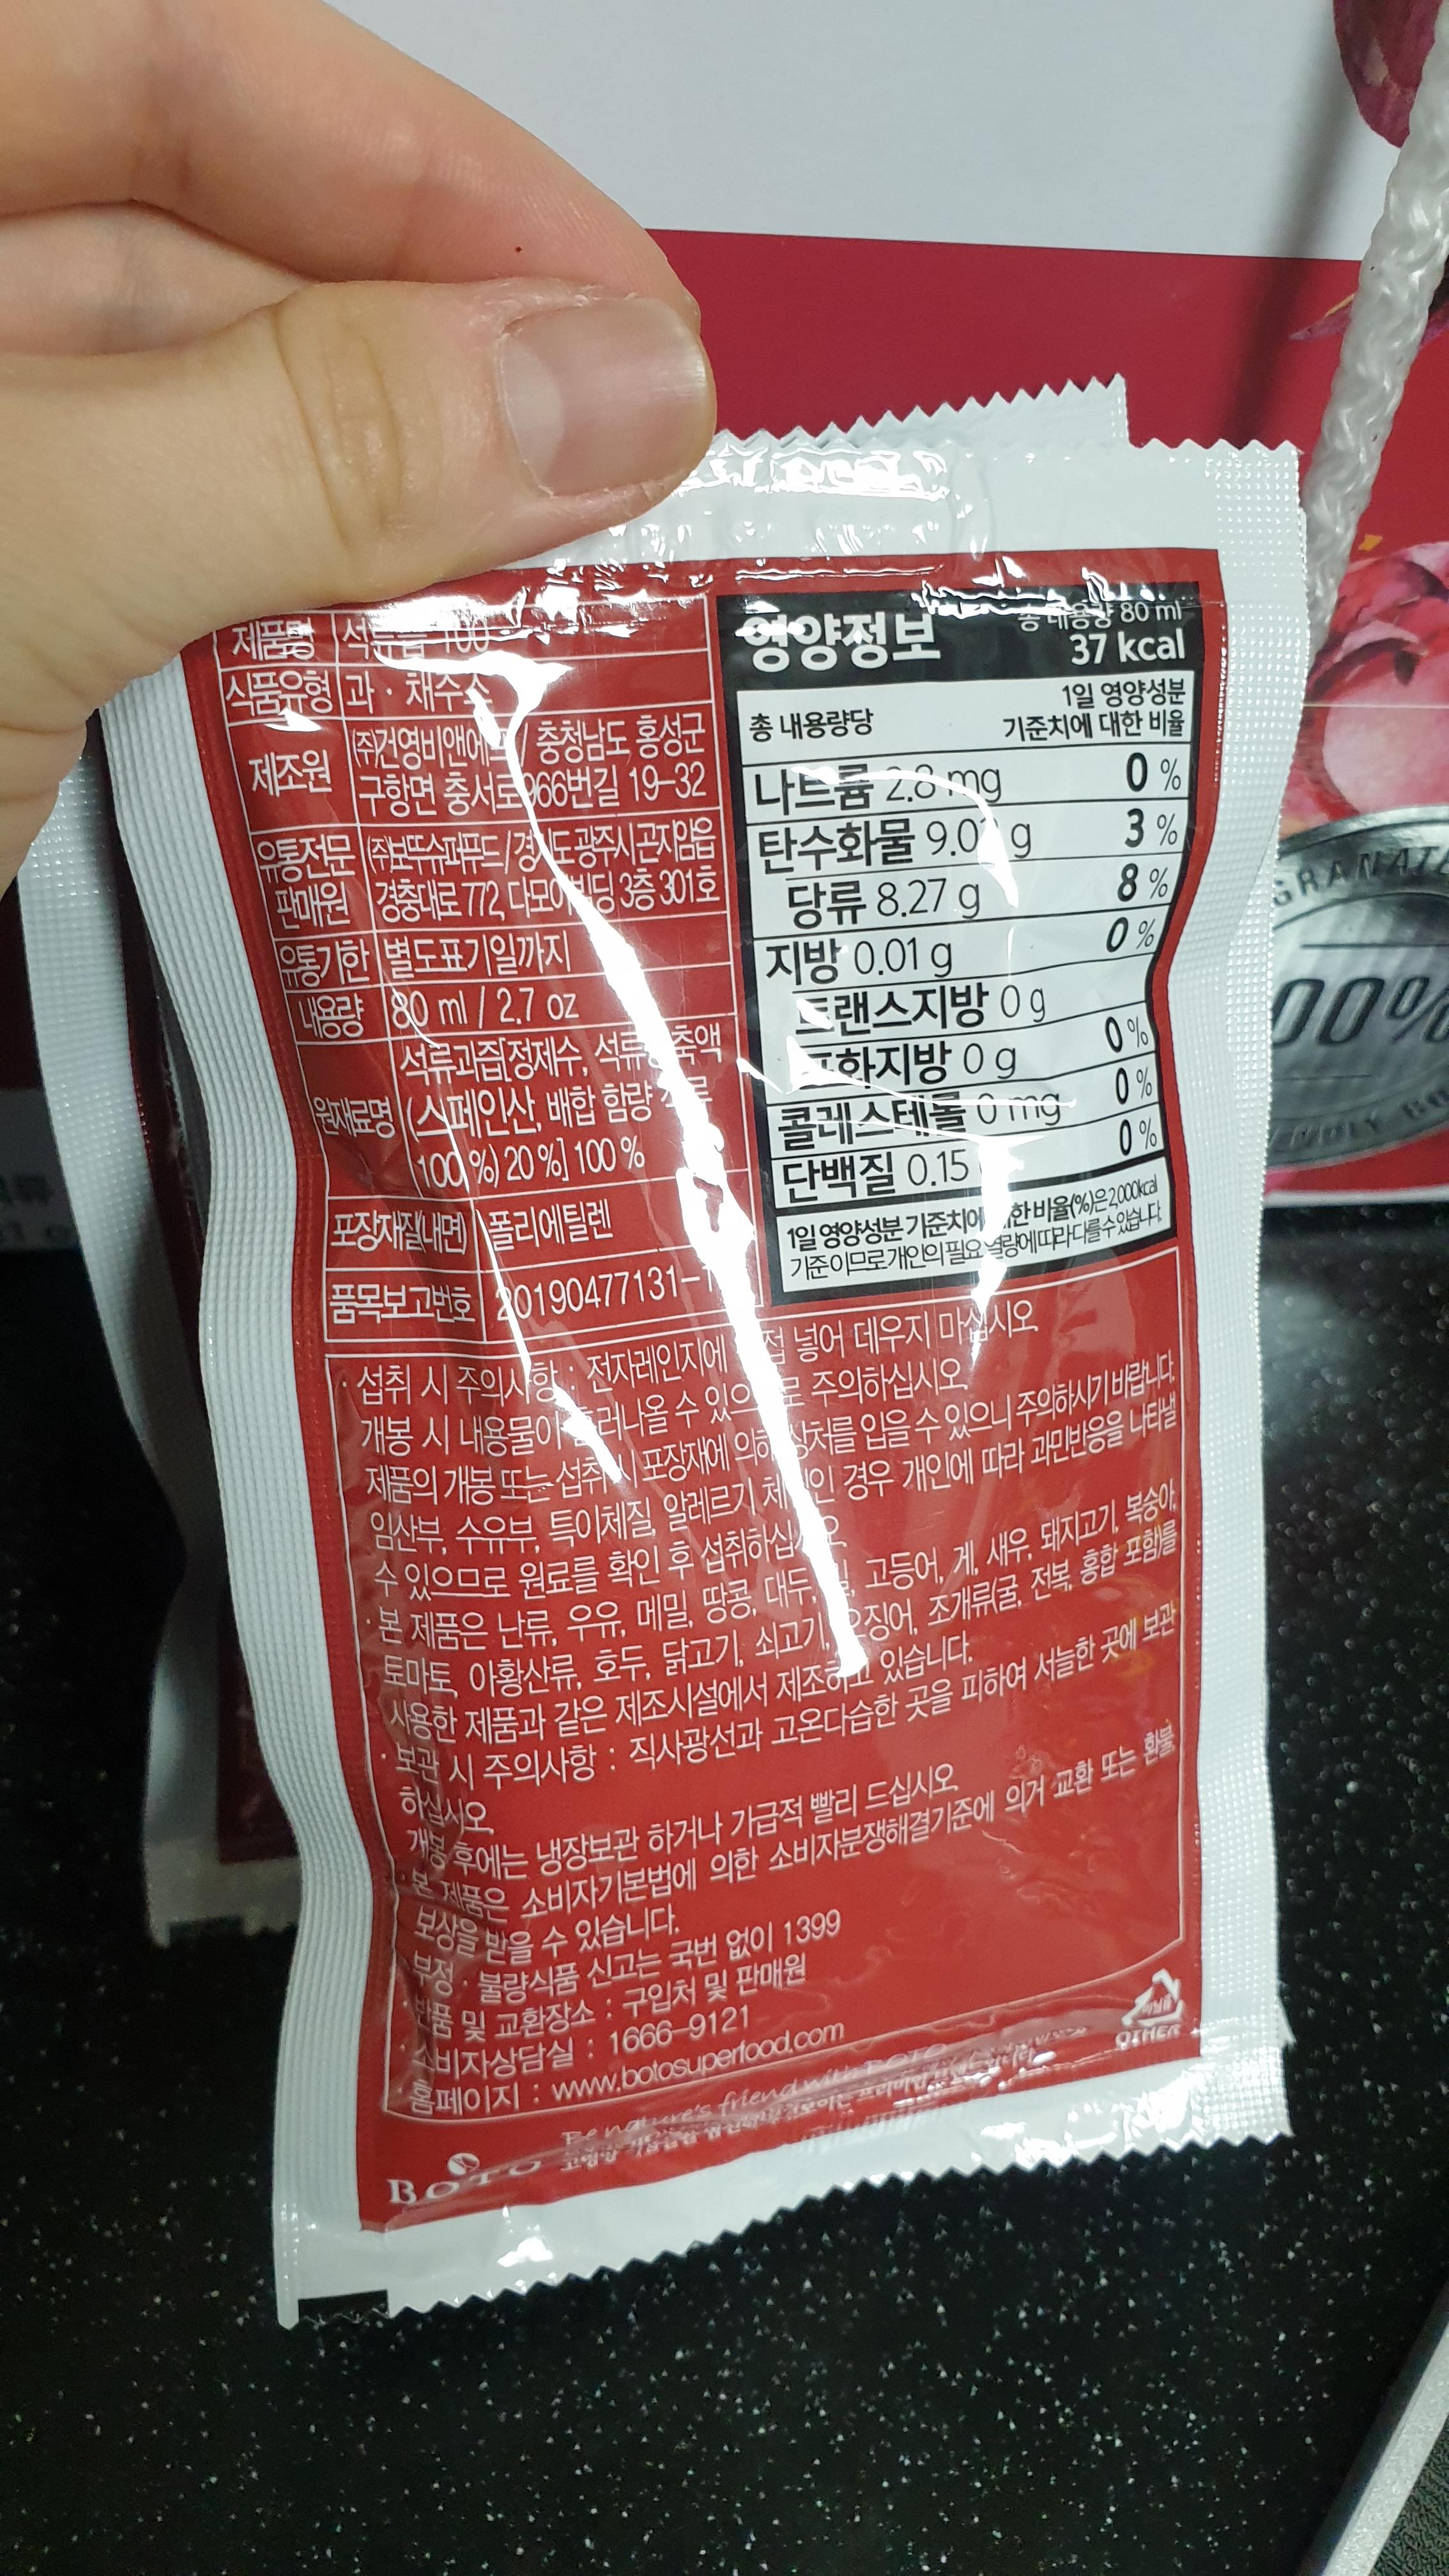 제품명
식품유형 과·채주스
제조원 충청남도 홍성군
구항면 충서로966번길 19-32
유통전문판매원 (주)보뚜슈퍼푸드/경기도 광주시 곤지암읍
경충대로 772, 3층 301호
유통기한 별도표기일까지
내용량 80 ml / 2.7 oz
원재료명 석류과즙[정제수,
(스페인산, 배합 함량
100 %) 20 %] 100 %
포장재질(내면) 폴리에틸렌
품목보고번호 20190477131-
영양정보
총 내용량 80 ml
37 kcal
총 내용량당
1일 영양성분
기준치에 대한 비율
나트륨 2.8 mg 0 %
탄수화물 g 3 %
당류 8.27 g 8 %
지방 0.01 g 0 %
트랜스지방 0 g
포화지방 0 g 0 %
콜레스테롤 0 mg 0 %
단백질 0.15 0 %
1일 영양성분 기준치에 대한 비율(%)은 2,000kcal
기준이므로 개인의 필요 열량에 따라 다를 수 있습니다.
· 섭취 시 주의사항 : 전자레인지에 직접 넣어 데우지 마십시오.
개봉 시 내용물이 흘러나올 수 있으므로 주의하십시오.
제품의 개봉 또는 섭취 시 포장재에 의해 상처를 입을 수 있으니 주의하시기 바랍니다.
임산부, 수유부, 특이체질, 알레르기 체질인 경우 개인에 따라 과민반응을 나타낼
수 있으므로 원료를 확인 후 섭취하십시오.
· 본 제품은 난류, 우유, 메밀, 땅콩, 대두, 밀, 고등어, 게, 새우, 돼지고기, 복숭아,
토마토, 아황산류, 호두, 닭고기, 쇠고기, 오징어, 조개류(굴, 전복, 홍합 포함)를
사용한 제품과 같은 제조시설에서 제조하고 있습니다.
· 보관 시 주의사항 : 직사광선과 고온다습한 곳을 피하여 서늘한 곳에 보관
하십시오.
개봉 후에는 냉장보관 하거나 가급적 빨리 드십시오.
· 본 제품은 소비자기본법에 의한 소비자분쟁해결기준에 의거 교환 또는 환불,
보상을 받을 수 있습니다.
· 부정·불량식품 신고는 국번 없이 1399
· 반품 및 교환장소 : 구입처 및 판매원
· 소비자상담실 : 1666-9121
· 홈페이지 : www.botosuperfood.com
비닐류
OTHER
BOTO
Be nature's friend with BOTO